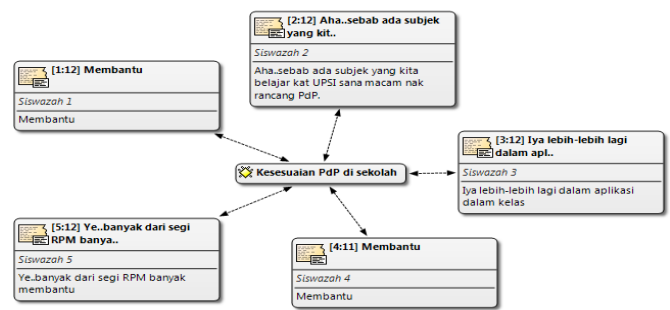 [2:12] Aha..sebab ada subjek
yang kit..
Siswazah 2
Aha..sebab ada subjek yang kita
belajar kat UPSI sana macam nak
rancang PdP.
[1:12] Membantu
Siswazah 1
Membantu
[3:12] Iya lebih-lebih lagi
dalam apl..
Siswazah 3
Iya lebih-lebih lagi dalam aplikasi
dalam kelas
Kesesuaian PdP di sekolah
[5:12] Ye..banyak dari segi
RPM banya..
Siswazah 5
Ye..banyak dari segi RPM banyak
membantu
[4:11] Membantu
Siswazah 4
Membantu